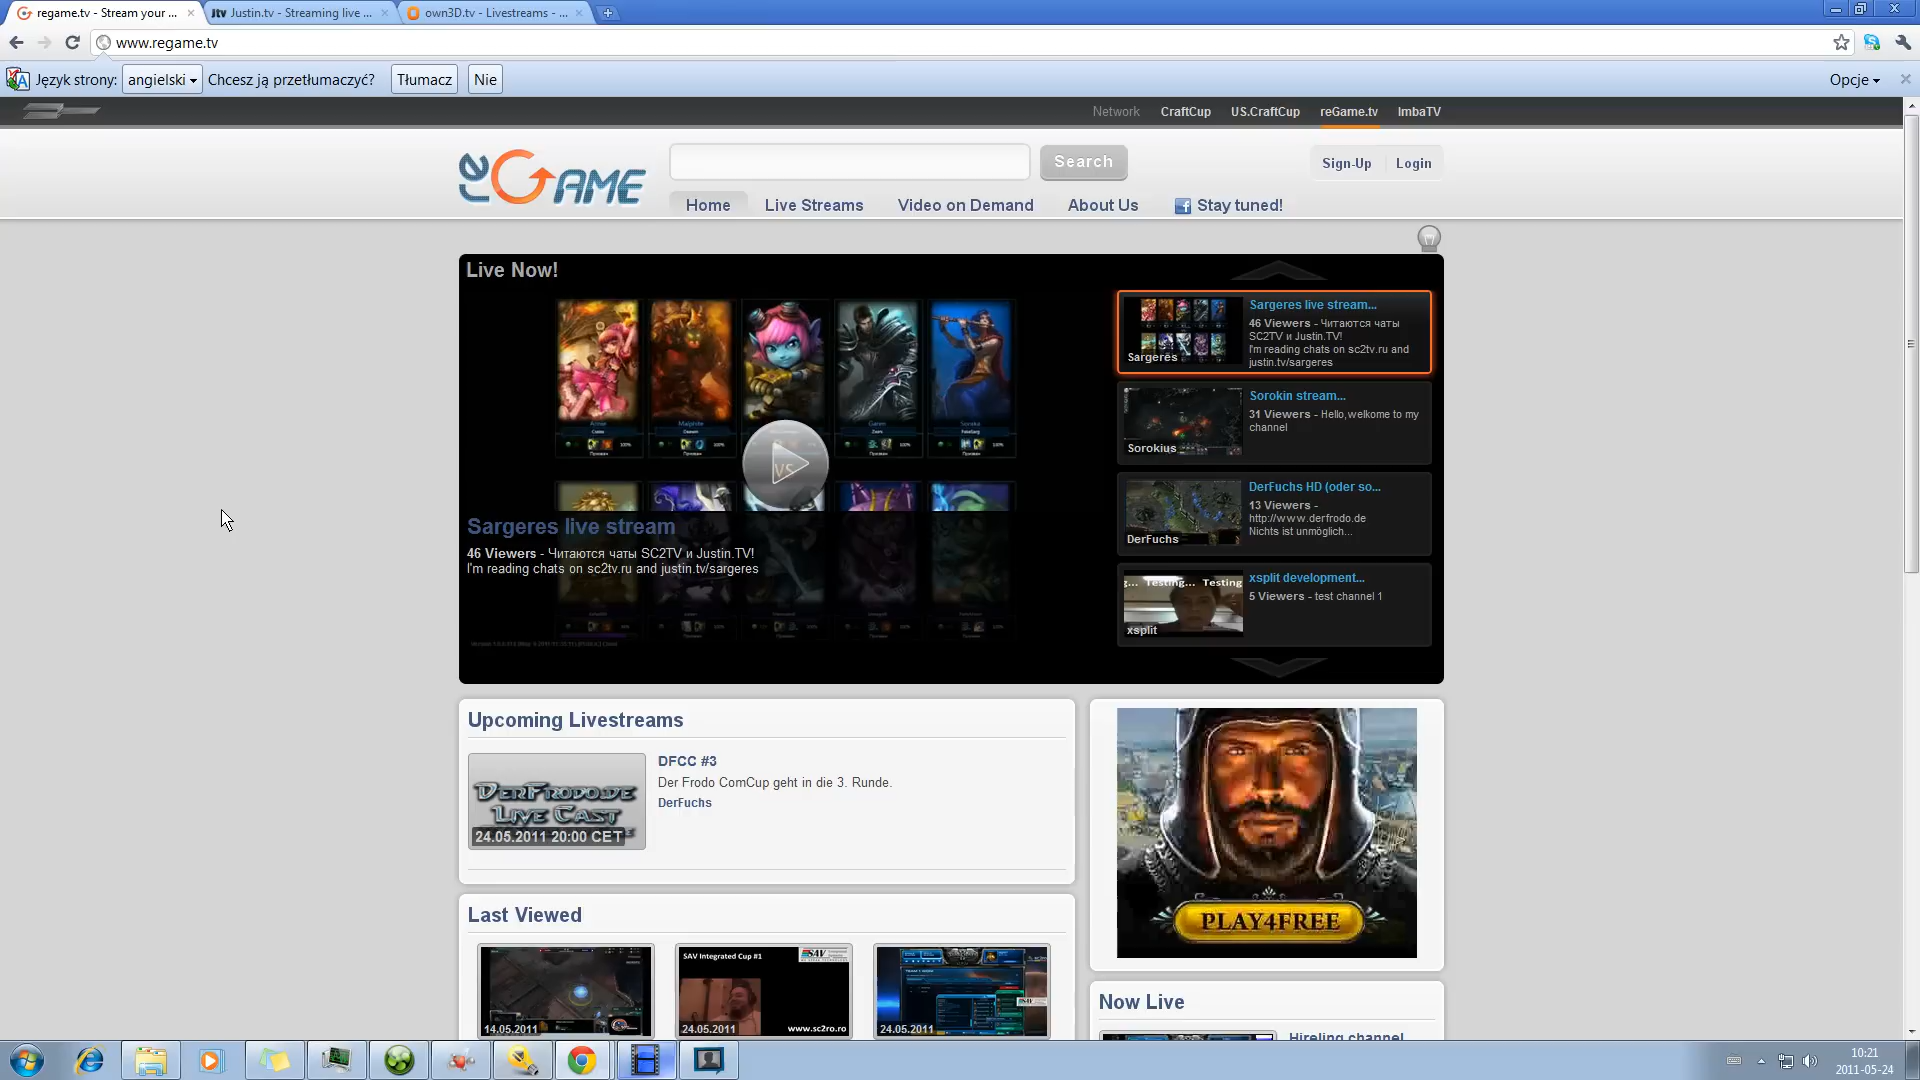 regame.tv - Stream your ...
Justin.tv - Streaming live ...
own3D.tv - Livestreams - ...
www.regame.tv
Język strony: angielski Chcesz ją przetłumaczyć? Tłumacz Nie
Opcje
Network CraftCup US.CraftCup reGame.tv ImbaTV
reGAME
Search
Sign-Up Login
Home Live Streams Video on Demand About Us Stay tuned!
Live Now!
VS
Sargeres live stream
46 Viewers - Читаются чаты SC2TV и Justin.TV!
I'm reading chats on sc2tv.ru and justin.tv/sargeres
Sargeres live stream...
46 Viewers - Читаются чаты
SC2TV и Justin.TV!
I'm reading chats on sc2tv.ru and
justin.tv/sargeres
Sargeres
Sorokin stream...
31 Viewers - Hello,welkome to my
channel
Sorokius
DerFuchs HD (oder so...
13 Viewers -
http://www.derfrodo.de
Nichts ist unmöglich...
DerFuchs
xsplit development...
5 Viewers - test channel 1
g... Testing... Testing
xsplit
Upcoming Livestreams
DerFrodo.de
Live Cast
24.05.2011 20:00 CET
DFCC #3
Der Frodo ComCup geht in die 3. Runde.
DerFuchs
PLAY4FREE
Last Viewed
14.05.2011
SAV Integrated Cup #1
SAV
24.05.2011
www.sc2ro.ro
24.05.2011
Now Live
Hireling channel
10:21
2011-05-24